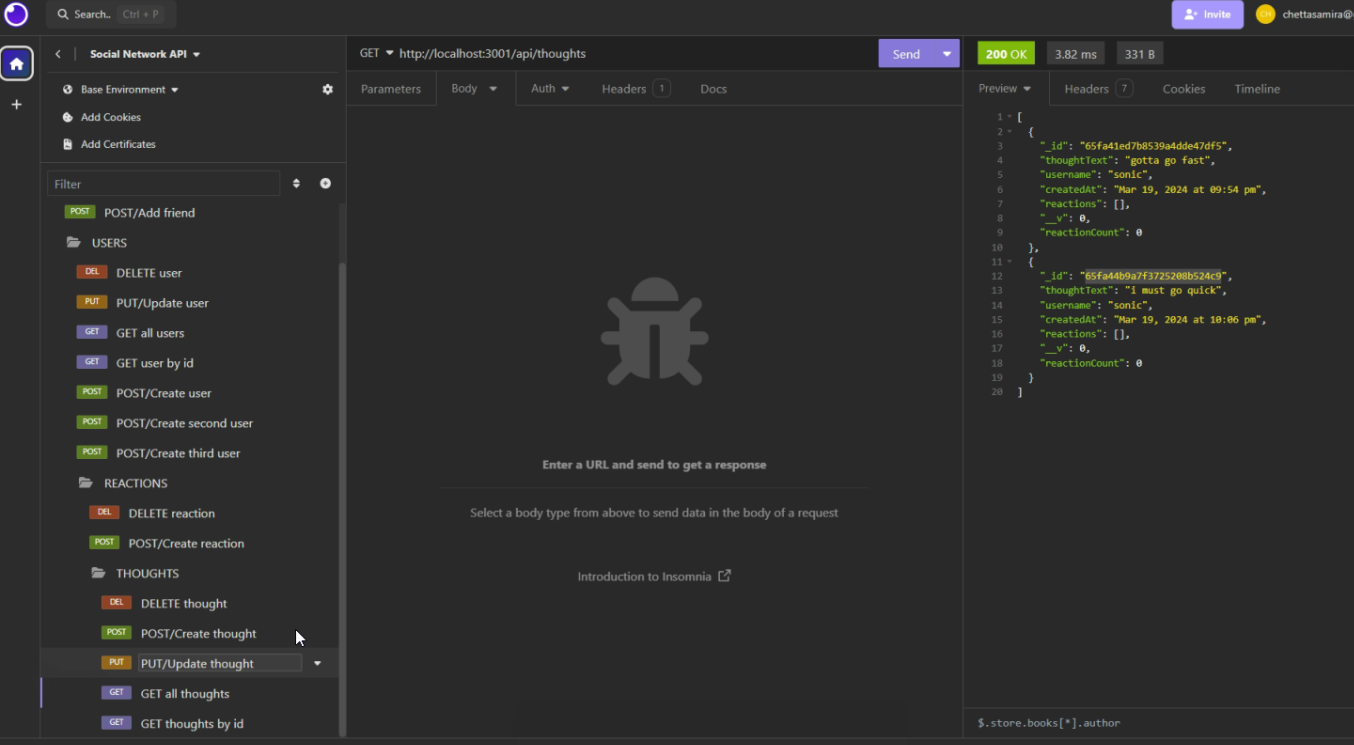 Search.. Ctrl + P
Invite
CH chettasamira@
Social Network API
Base Environment
Add Cookies
Add Certificates
Filter
POST POST/Add friend
USERS
DEL DELETE user
PUT PUT/Update user
GET GET all users
GET GET user by id
POST POST/Create user
POST POST/Create second user
POST POST/Create third user
REACTIONS
DEL DELETE reaction
POST POST/Create reaction
THOUGHTS
DEL DELETE thought
POST POST/Create thought
PUT PUT/Update thought
GET GET all thoughts
GET GET thoughts by id
GET http://localhost:3001/api/thoughts Send
Parameters Body Auth Headers 1 Docs
Enter a URL and send to get a response
Select a body type from above to send data in the body of a request
Introduction to Insomnia
200 OK 3.82 ms 331 B
Preview Headers 7 Cookies Timeline
1 [
2 {
3 "_id": "65fa41ed7b8539a4dde47df5",
4 "thoughtText": "gotta go fast",
5 "username": "sonic",
6 "createdAt": "Mar 19, 2024 at 09:54 pm",
7 "reactions": [],
8 "__v": 0,
9 "reactionCount": 0
10 },
11 {
12 "_id": "65fa44b9a7f3725208b524c9",
13 "thoughtText": "i must go quick",
14 "username": "sonic",
15 "createdAt": "Mar 19, 2024 at 10:06 pm",
16 "reactions": [],
17 "__v": 0,
18 "reactionCount": 0
19 }
20 ]
$.store.books[*].author